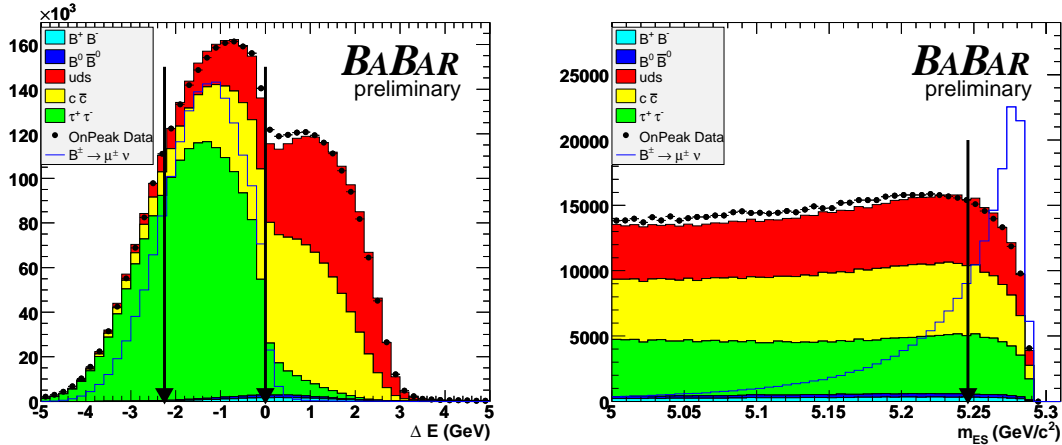 ×10³
160
140
120
100
80
60
40
20
0
B⁺ B⁻
B⁰ B̅⁰
uds
c c̅
τ⁺ τ⁻
OnPeak Data
B± → μ± ν
BABAR
preliminary
-5 -4 -3 -2 -1 0 1 2 3 4 5
Δ E (GeV)
25000
20000
15000
10000
5000
0
B⁺ B⁻
B⁰ B̅⁰
uds
c c̅
τ⁺ τ⁻
OnPeak Data
B± → μ± ν
BABAR
preliminary
5 5.05 5.1 5.15 5.2 5.25 5.3
m_ES (GeV/c²)